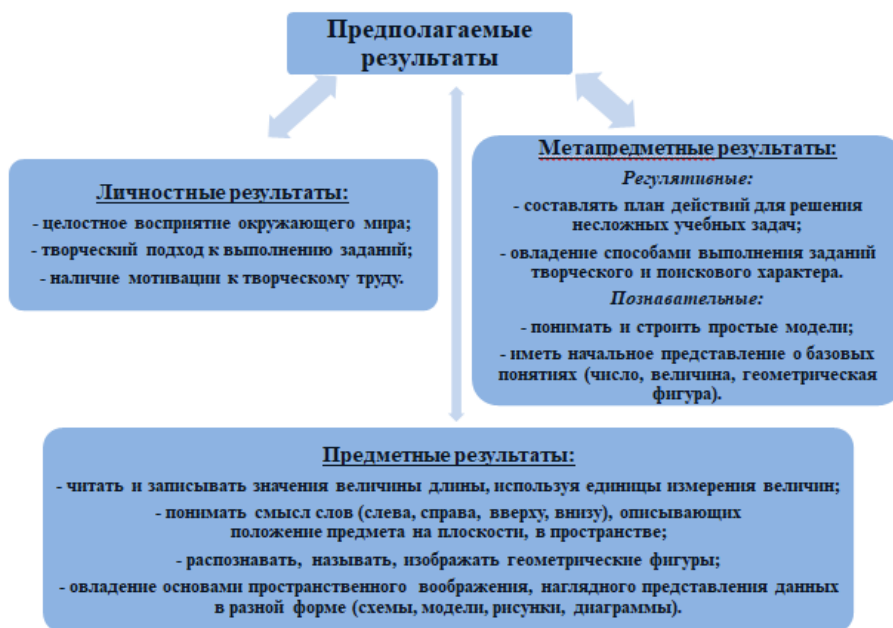 Предполагаемые
результаты
Личностные результаты:
- целостное восприятие окружающего мира;
- творческий подход к выполнению заданий;
- наличие мотивации к творческому труду.
Метапредметные результаты:
Регулятивные:
- составлять план действий для решения
несложных учебных задач;
- овладение способами выполнения заданий
творческого и поискового характера.
Познавательные:
- понимать и строить простые модели;
- иметь начальное представление о базовых
понятиях (число, величина, геометрическая
фигура).
Предметные результаты:
- читать и записывать значения величины длины, используя единицы измерения величин;
- понимать смысл слов (слева, справа, вверху, внизу), описывающих
положение предмета на плоскости, в пространстве;
- распознавать, называть, изображать геометрические фигуры;
- овладение основами пространственного воображения, наглядного представления данных
в разной форме (схемы, модели, рисунки, диаграммы).